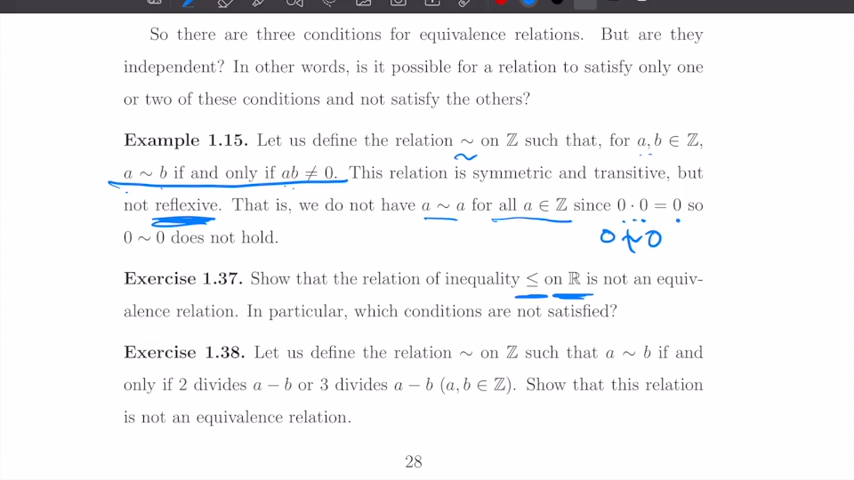 So there are three conditions for equivalence relations. But are they
independent? In other words, is it possible for a relation to satisfy only one
or two of these conditions and not satisfy the others?
Example 1.15. Let us define the relation ∼ on ℤ such that, for a, b ∈ ℤ,
a ∼ b if and only if ab ≠ 0. This relation is symmetric and transitive, but
not reflexive. That is, we do not have a ∼ a for all a ∈ ℤ since 0 · 0 = 0 so
0 ∼ 0 does not hold.
0 ≁ 0
Exercise 1.37. Show that the relation of inequality ≤ on ℝ is not an equiv-
alence relation. In particular, which conditions are not satisfied?
Exercise 1.38. Let us define the relation ∼ on ℤ such that a ∼ b if and
only if 2 divides a − b or 3 divides a − b (a, b ∈ ℤ). Show that this relation
is not an equivalence relation.
28